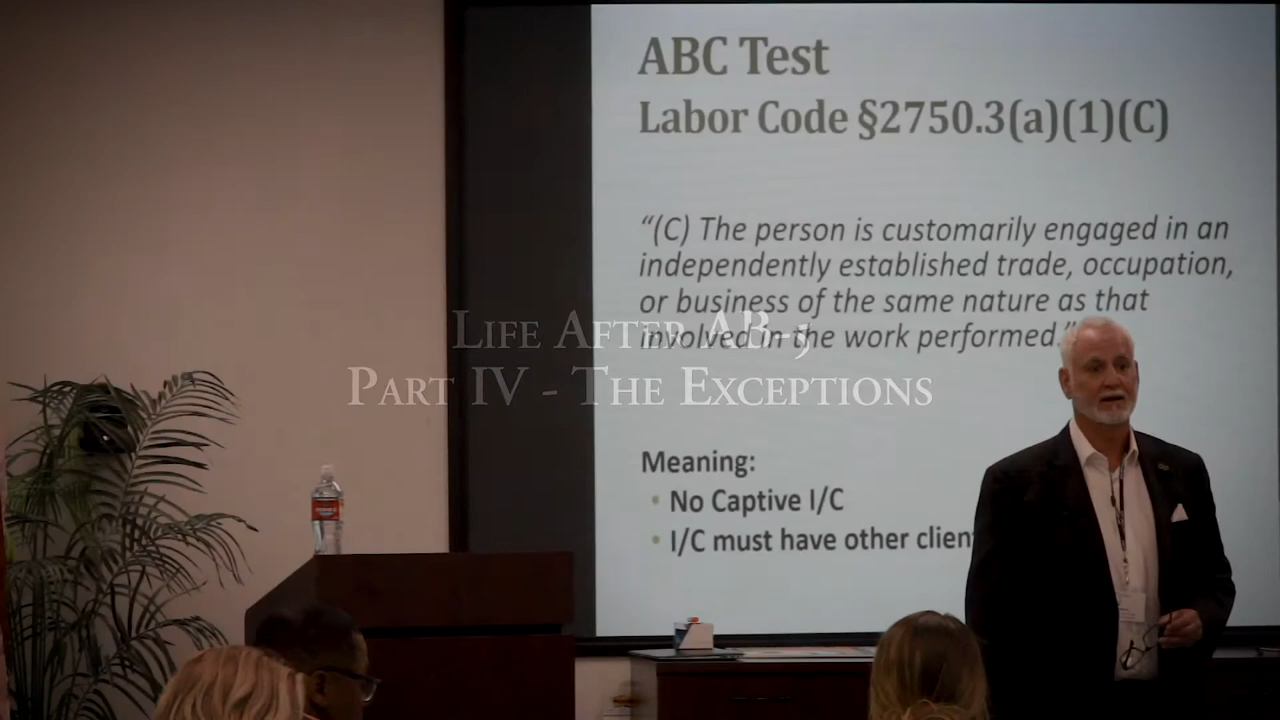 ABC Test
Labor Code §2750.3(a)(1)(C)
“(C) The person is customarily engaged in an
independently established trade, occupation,
or business of the same nature as that
involved in the work performed.”
Life After AB-5
Part IV - The Exceptions
Meaning:
• No Captive I/C
• I/C must have other clien